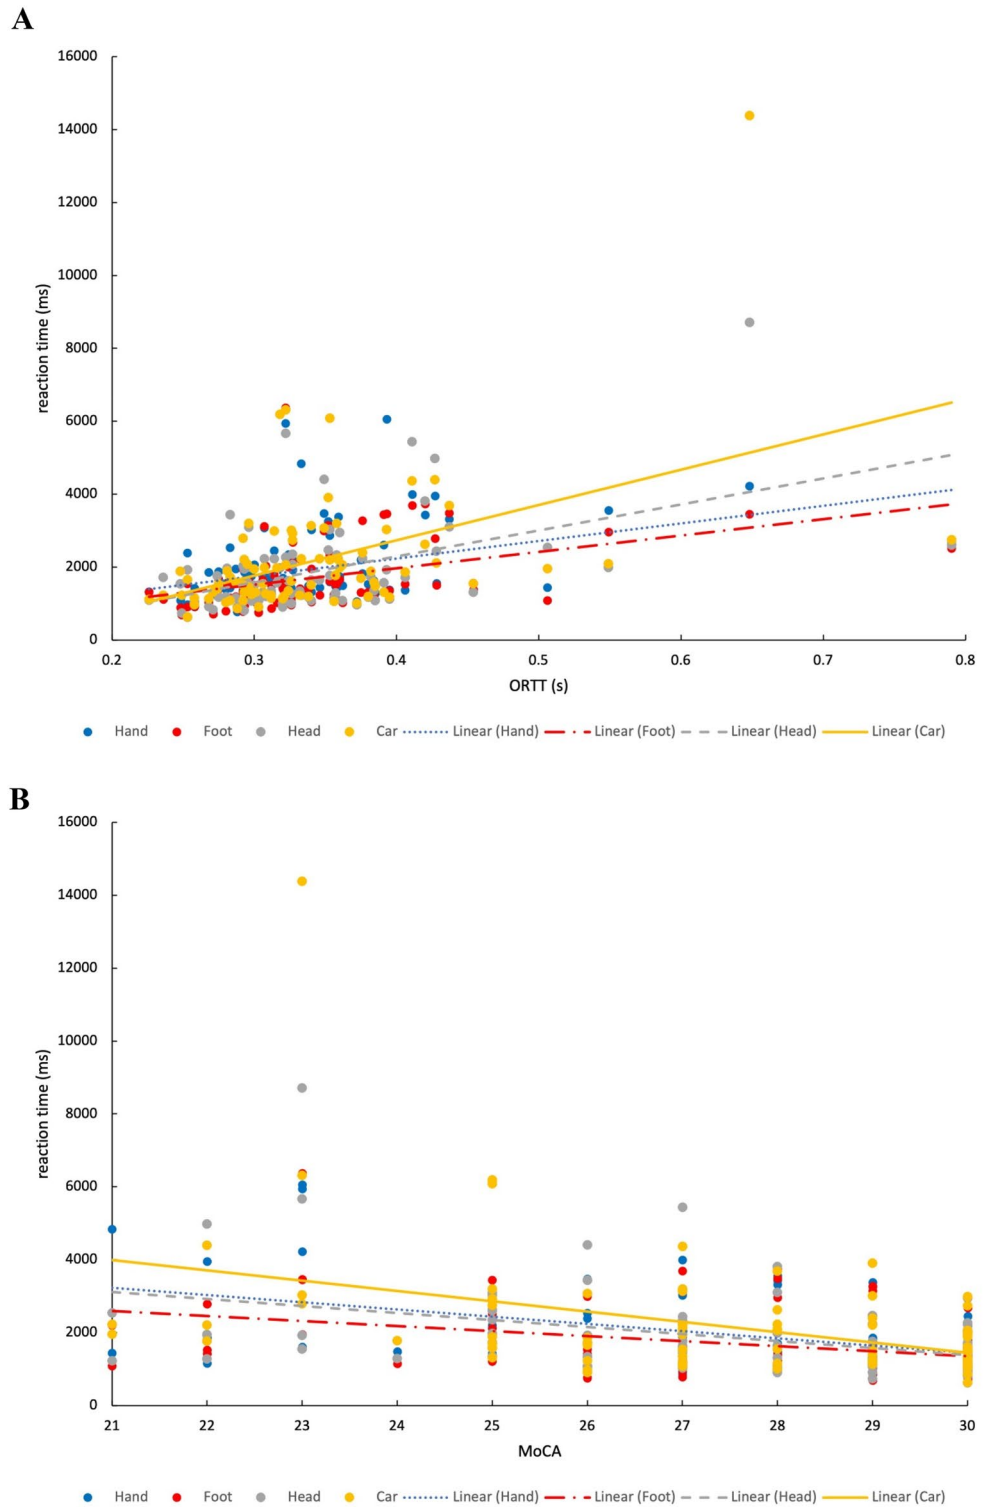 A
16000
14000
12000
10000
8000
6000
4000
2000
0
reaction time (ms)
0.2 0.3 0.4 0.5 0.6 0.7 0.8
ORTT (s)
Hand Foot Head Car Linear (Hand) Linear (Foot) Linear (Head) Linear (Car)
B
16000
14000
12000
10000
8000
6000
4000
2000
0
reaction time (ms)
21 22 23 24 25 26 27 28 29 30
MoCA
Hand Foot Head Car Linear (Hand) Linear (Foot) Linear (Head) Linear (Car)